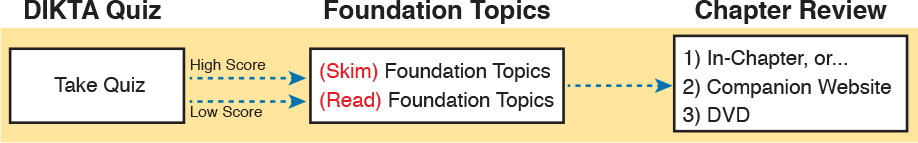 DIKTA Quiz
Foundation Topics
Chapter Review
Take Quiz
High Score
Low Score
(Skim) Foundation Topics
(Read) Foundation Topics
1) In-Chapter, or...
2) Companion Website
3) DVD